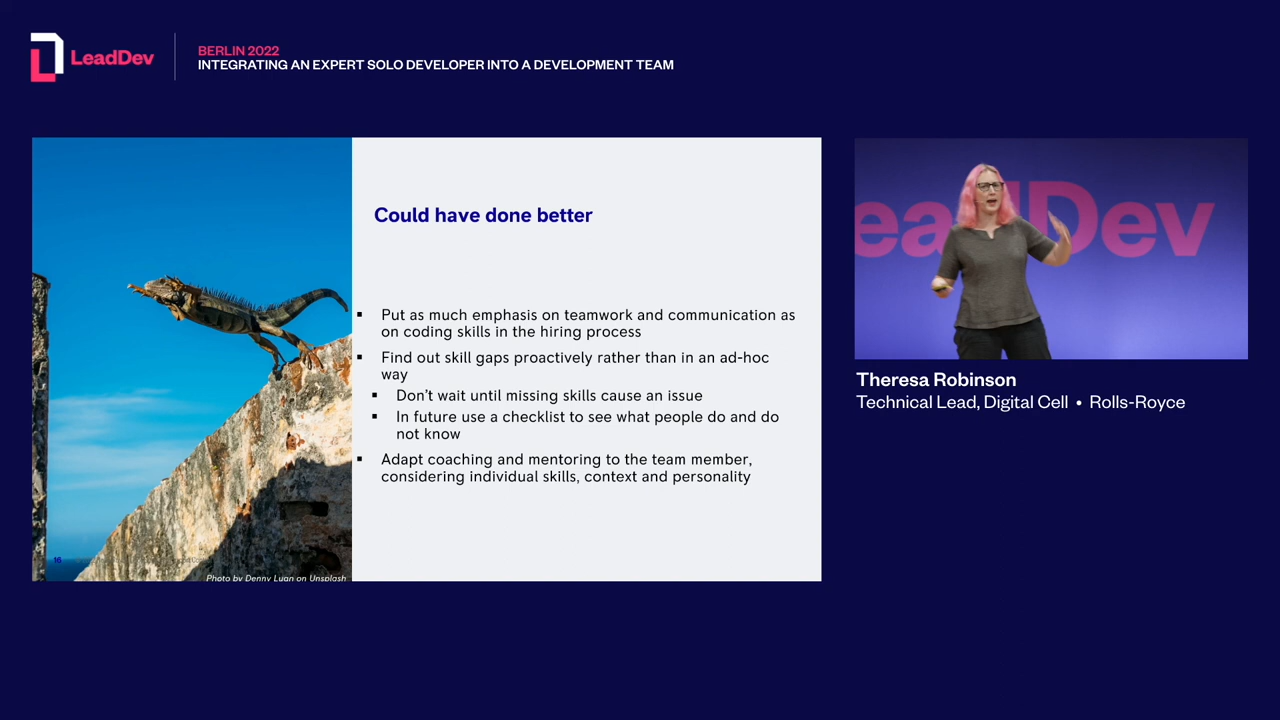 LeadDev
BERLIN 2022
INTEGRATING AN EXPERT SOLO DEVELOPER INTO A DEVELOPMENT TEAM
Could have done better
▪ Put as much emphasis on teamwork and communication as
on coding skills in the hiring process
▪ Find out skill gaps proactively rather than in an ad-hoc
way
▪ Don’t wait until missing skills cause an issue
▪ In future use a checklist to see what people do and do
not know
▪ Adapt coaching and mentoring to the team member,
considering individual skills, context and personality
16
Photo by Denny Luan on Unsplash
eadDev
Theresa Robinson
Technical Lead, Digital Cell • Rolls-Royce